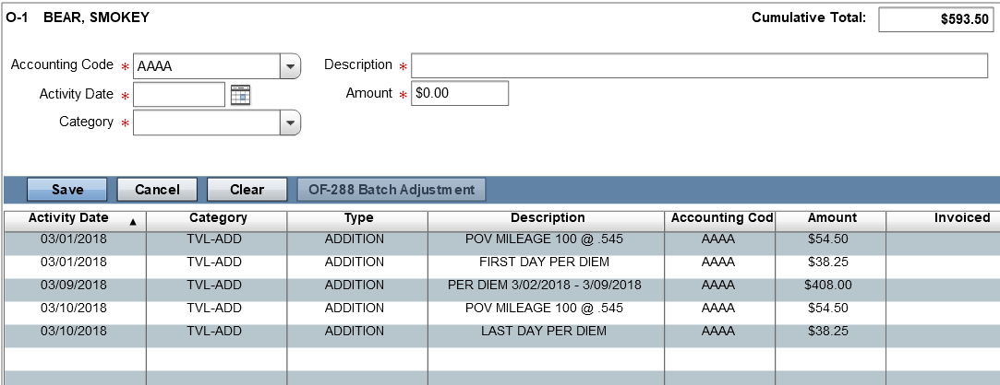 O-1 BEAR, SMOKEY Cumulative Total: $593.50
Accounting Code * AAAA Description *
Activity Date * Amount * $0.00
Category *
Save Cancel Clear OF-288 Batch Adjustment
Activity Date ▲ Category Type Description Accounting Cod Amount Invoiced
03/01/2018 TVL-ADD ADDITION POV MILEAGE 100 @ .545 AAAA $54.50
03/01/2018 TVL-ADD ADDITION FIRST DAY PER DIEM AAAA $38.25
03/09/2018 TVL-ADD ADDITION PER DIEM 3/02/2018 - 3/09/2018 AAAA $408.00
03/10/2018 TVL-ADD ADDITION POV MILEAGE 100 @ .545 AAAA $54.50
03/10/2018 TVL-ADD ADDITION LAST DAY PER DIEM AAAA $38.25